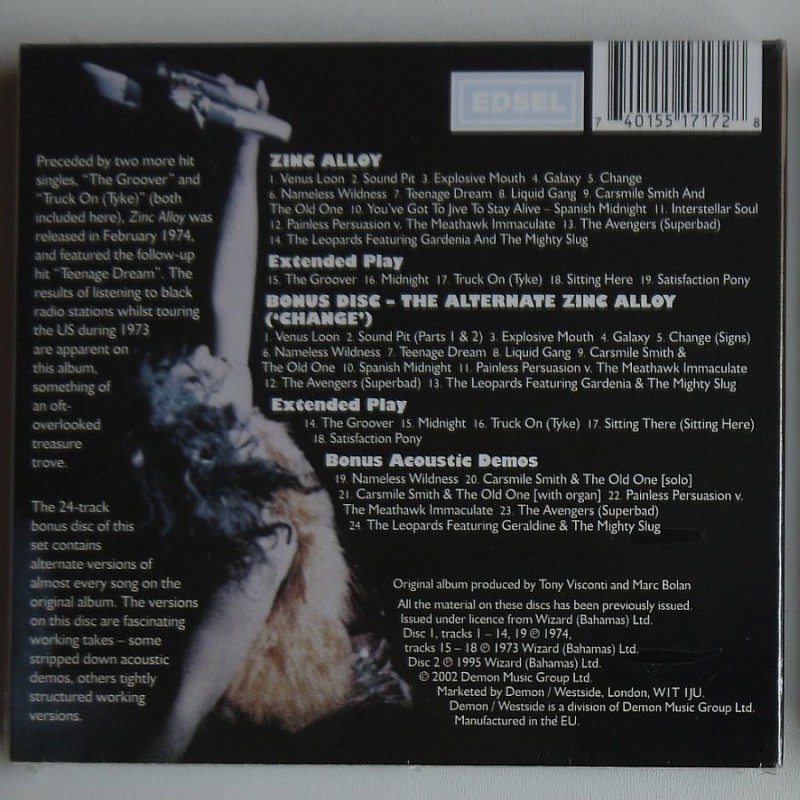 EDSEL
7 40155 17172 8
Preceded by two more hit
singles, "The Groover" and
"Truck On (Tyke)" (both
included here), Zinc Alloy was
released in February 1974,
and featured the follow-up
hit "Teenage Dream". The
results of listening to black
radio stations whilst touring
the US during 1973
are apparent on
this album,
something of
an oft-
overlooked
treasure
trove.
The 24-track
bonus disc of this
set contains
alternate versions of
almost every song on the
original album. The versions
on this disc are fascinating
working takes – some
stripped down acoustic
demos, others tightly
structured working
versions.
ZINC ALLOY
1. Venus Loon 2. Sound Pit 3. Explosive Mouth 4. Galaxy 5. Change
6. Nameless Wildness 7. Teenage Dream 8. Liquid Gang 9. Carsmile Smith And
The Old One 10. You've Got To Jive To Stay Alive – Spanish Midnight 11. Interstellar Soul
12. Painless Persuasion v. The Meathawk Immaculate 13. The Avengers (Superbad)
14. The Leopards Featuring Gardenia And The Mighty Slug
Extended Play
15. The Groover 16. Midnight 17. Truck On (Tyke) 18. Sitting Here 19. Satisfaction Pony
BONUS DISC – THE ALTERNATE ZINC ALLOY
('CHANGE')
1. Venus Loon 2. Sound Pit (Parts 1 & 2) 3. Explosive Mouth 4. Galaxy 5. Change (Signs)
6. Nameless Wildness 7. Teenage Dream 8. Liquid Gang 9. Carsmile Smith &
The Old One 10. Spanish Midnight 11. Painless Persuasion v. The Meathawk Immaculate
12. The Avengers (Superbad) 13. The Leopards Featuring Gardenia & The Mighty Slug
Extended Play
14. The Groover 15. Midnight 16. Truck On (Tyke) 17. Sitting There (Sitting Here)
18. Satisfaction Pony
Bonus Acoustic Demos
19. Nameless Wildness 20. Carsmile Smith & The Old One [solo]
21. Carsmile Smith & The Old One [with organ] 22. Painless Persuasion v.
The Meathawk Immaculate 23. The Avengers (Superbad)
24 The Leopards Featuring Geraldine & The Mighty Slug
Original album produced by Tony Visconti and Marc Bolan
All the material on these discs has been previously issued.
Issued under licence from Wizard (Bahamas) Ltd.
Disc 1, tracks 1 – 14, 19 ℗ 1974,
tracks 15 – 18 ℗ 1973 Wizard (Bahamas) Ltd.
Disc 2 ℗ 1995 Wizard (Bahamas) Ltd.
© 2002 Demon Music Group Ltd.
Marketed by Demon / Westside, London, W1T 1JU.
Demon / Westside is a division of Demon Music Group Ltd.
Manufactured in the EU.